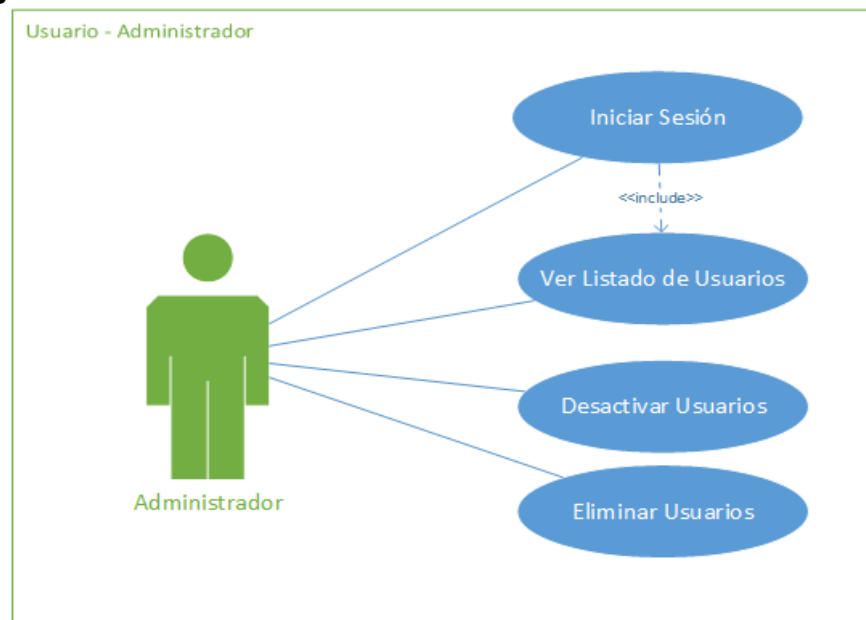 Usuario - Administrador
Iniciar Sesión
<<include>>
Ver Listado de Usuarios
Desactivar Usuarios
Eliminar Usuarios
Administrador